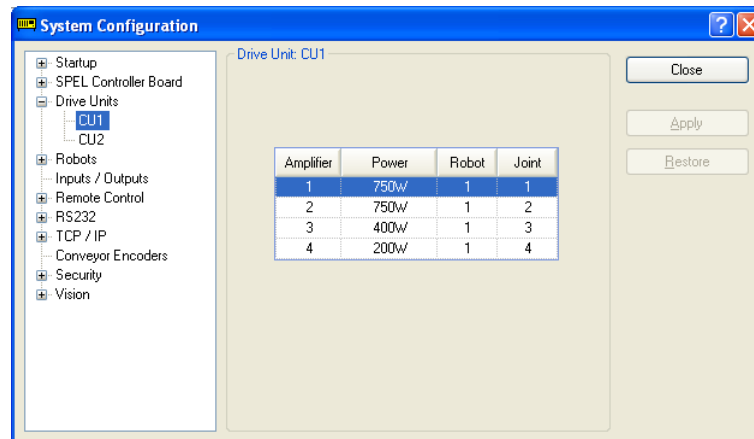 System Configuration
Startup
SPEL Controller Board
Drive Units
CU1
CU2
Robots
Inputs / Outputs
Remote Control
RS232
TCP / IP
Conveyor Encoders
Security
Vision
Drive Unit: CU1
Amplifier Power Robot Joint
1 750W 1 1
2 750W 1 2
3 400W 1 3
4 200W 1 4
Close
Apply
Restore